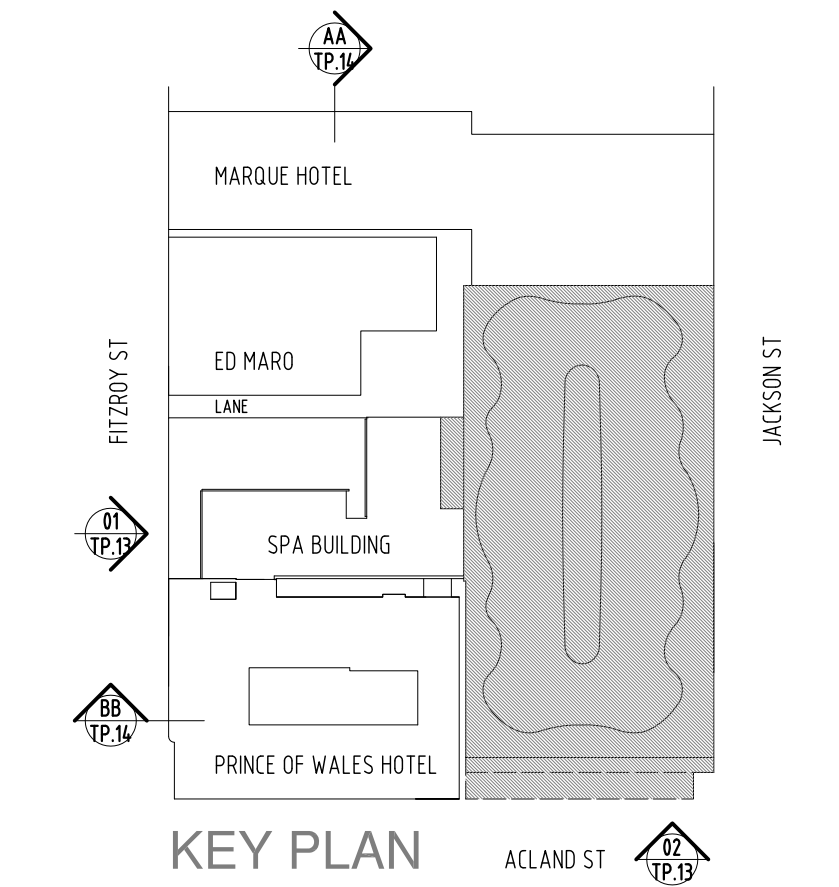 AA
TP.14
MARQUE HOTEL
FITZROY ST
ED MARO
JACKSON ST
LANE
01
TP.13
SPA BUILDING
BB
TP.14
PRINCE OF WALES HOTEL
KEY PLAN
ACLAND ST
02
TP.13